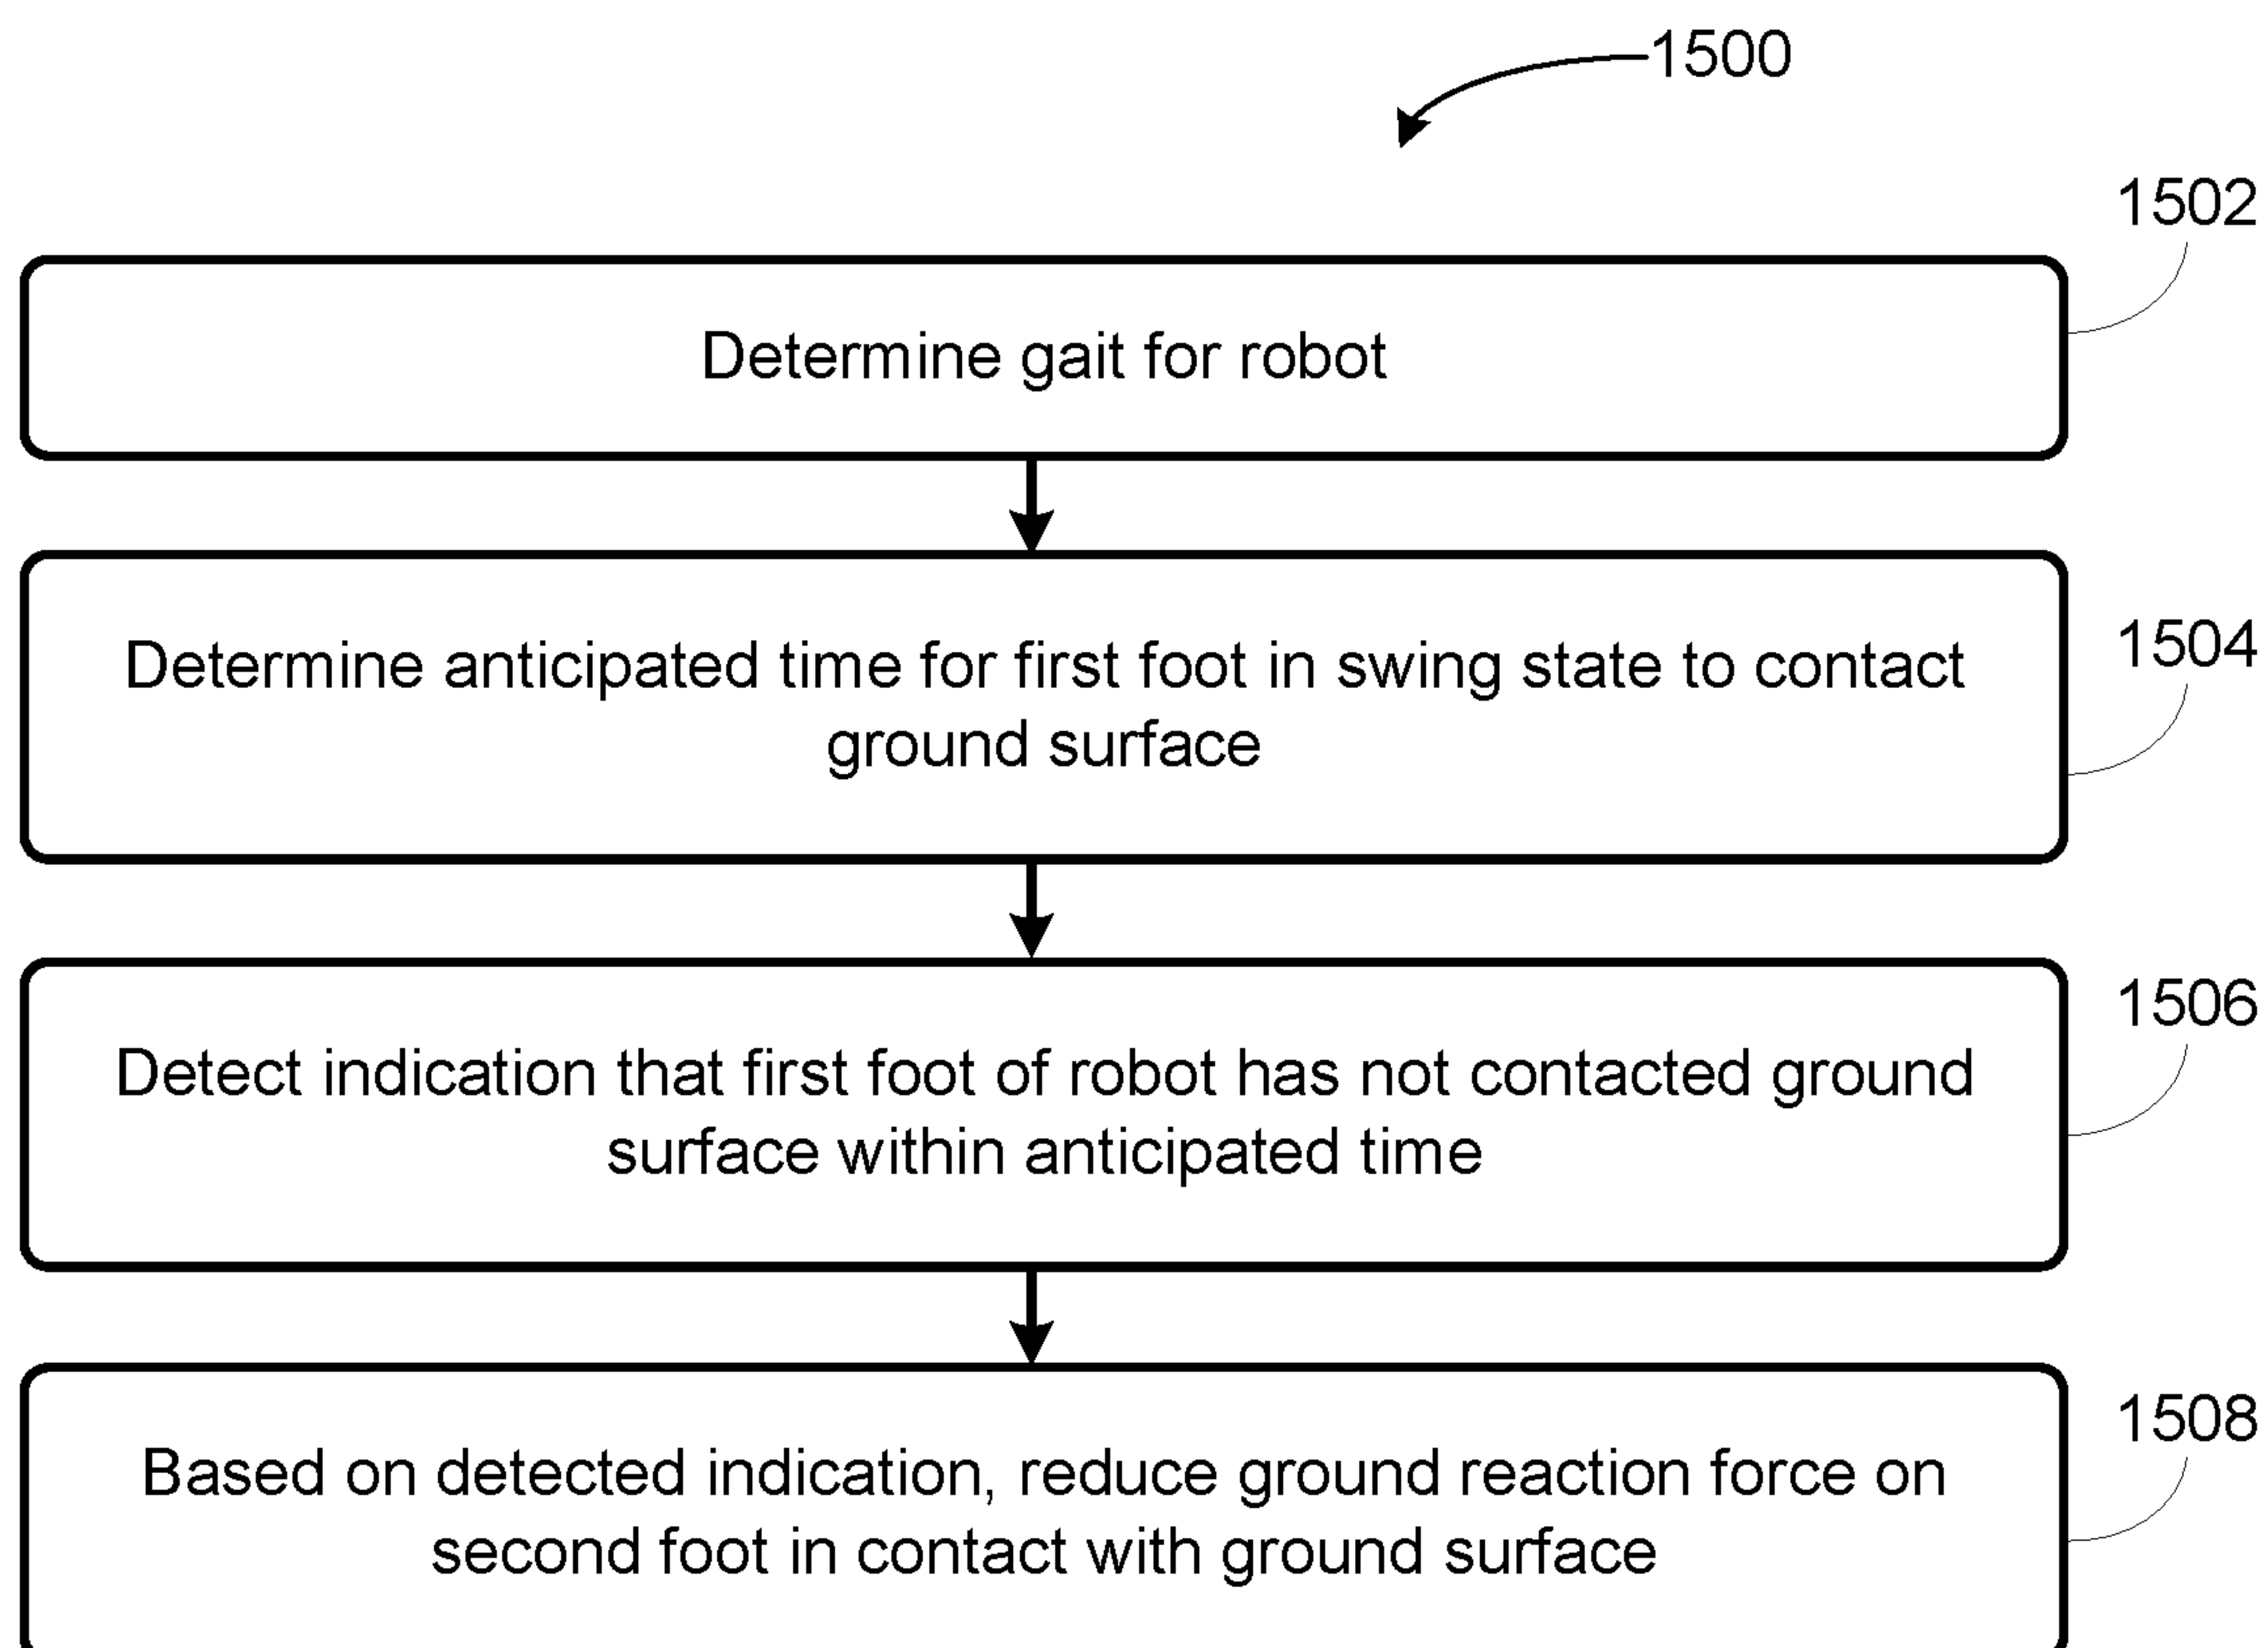 1500
1502
Determine gait for robot
1504
Determine anticipated time for first foot in swing state to contact
ground surface
1506
Detect indication that first foot of robot has not contacted ground
surface within anticipated time
1508
Based on detected indication, reduce ground reaction force on
second foot in contact with ground surface